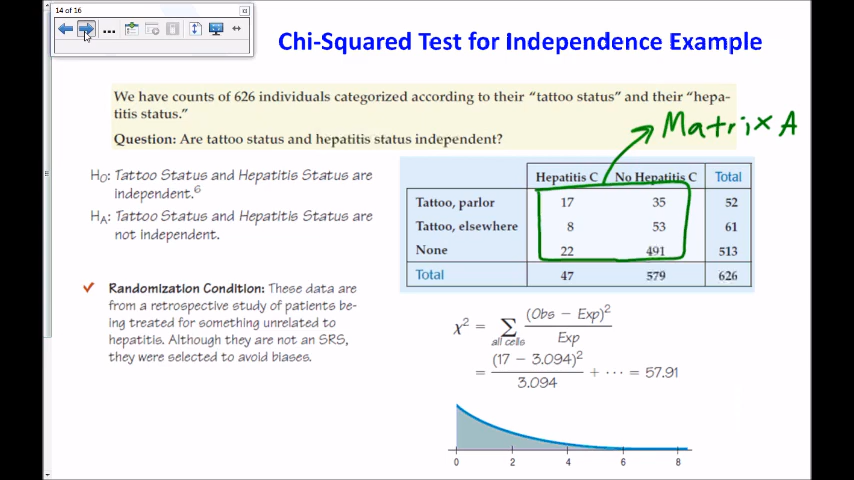 14 of 16
Chi-Squared Test for Independence Example
We have counts of 626 individuals categorized according to their “tattoo status” and their “hepa-
titis status.”
Question: Are tattoo status and hepatitis status independent?
Matrix A
H₀: Tattoo Status and Hepatitis Status are
independent.⁶
Hᴀ: Tattoo Status and Hepatitis Status are
not independent.
Hepatitis C No Hepatitis C Total
Tattoo, parlor 17 35 52
Tattoo, elsewhere 8 53 61
None 22 491 513
Total 47 579 626
✓ Randomization Condition: These data are
from a retrospective study of patients be-
ing treated for something unrelated to
hepatitis. Although they are not an SRS,
they were selected to avoid biases.
χ² = ∑ all cells (Obs − Exp)² / Exp
= (17 − 3.094)² / 3.094 + ··· = 57.91
0 2 4 6 8